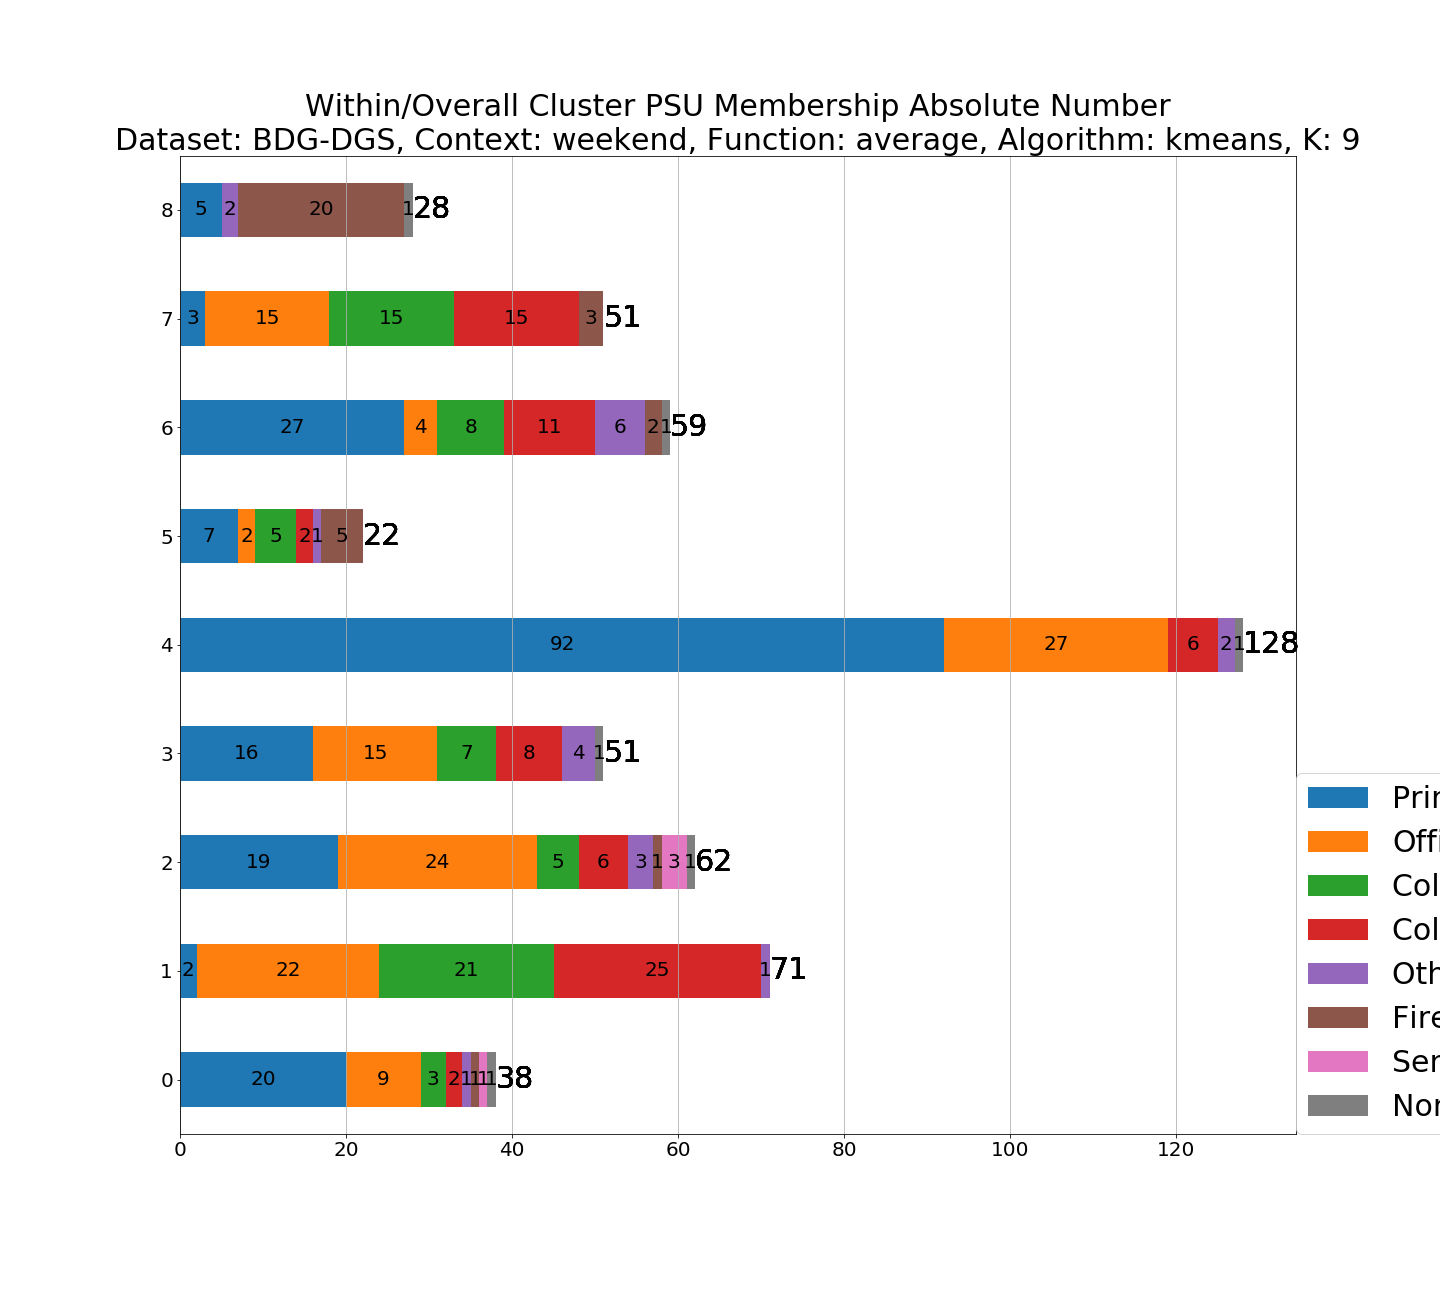 Within/Overall Cluster PSU Membership Absolute Number
Dataset: BDG-DGS, Context: weekend, Function: average, Algorithm: kmeans, K: 9
8 5 2 20 1 28
7 3 15 15 15 3 51
6 27 4 8 11 6 2 1 59
5 7 2 5 2 1 5 22
4 92 27 6 2 1 128
3 16 15 7 8 4 1 51
2 19 24 5 6 3 1 3 1 62
1 2 22 21 25 1 71
0 20 9 3 2 1 1 1 1 38
0 20 40 60 80 100 120
Offi
Col
Col
Oth
Fire
Ser